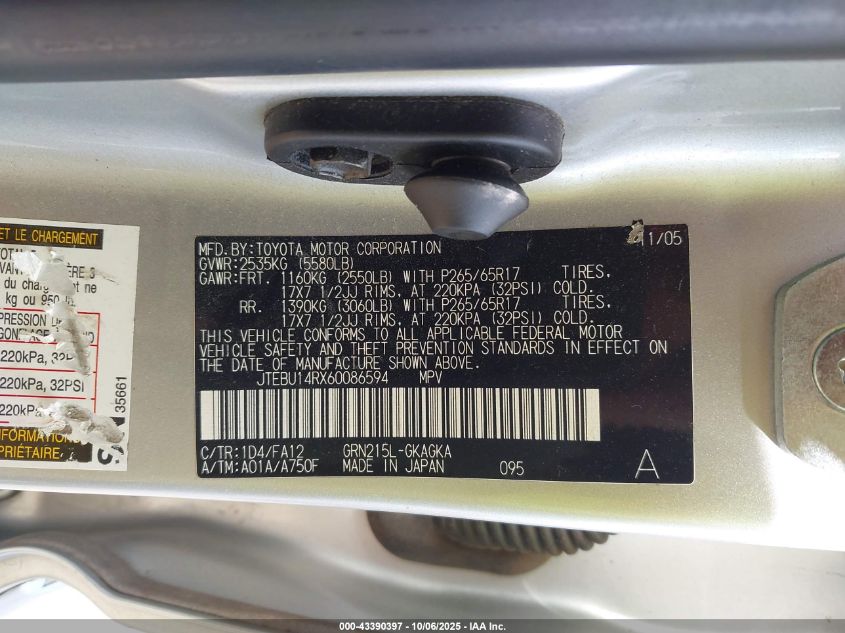 ET LE CHARGEMENT
220kPa, 32P
220kPa, 32PSI
220kPa,
35661
1/05
MFD.BY:TOYOTA MOTOR CORPORATION
GVWR:2535KG (5580LB)
GAWR:FRT. 1160KG (2550LB) WITH P265/65R17 TIRES.
17X7 1/2JJ RIMS, AT 220KPA (32PSI) COLD.
RR. 1390KG (3060LB) WITH P265/65R17 TIRES.
17X7 1/2JJ RIMS, AT 220KPA (32PSI) COLD.
THIS VEHICLE CONFORMS TO ALL APPLICABLE FEDERAL MOTOR
VEHICLE SAFETY AND THEFT PREVENTION STANDARDS IN EFFECT ON
THE DATE OF MANUFACTURE SHOWN ABOVE.
JTEBU14RX60086594 MPV
C/TR:1D4/FA12 GRN215L-GKAGKA
A/TM:A01A/A750F MADE IN JAPAN 095 A
000-43390397 - 10/06/2025 - IAA Inc.